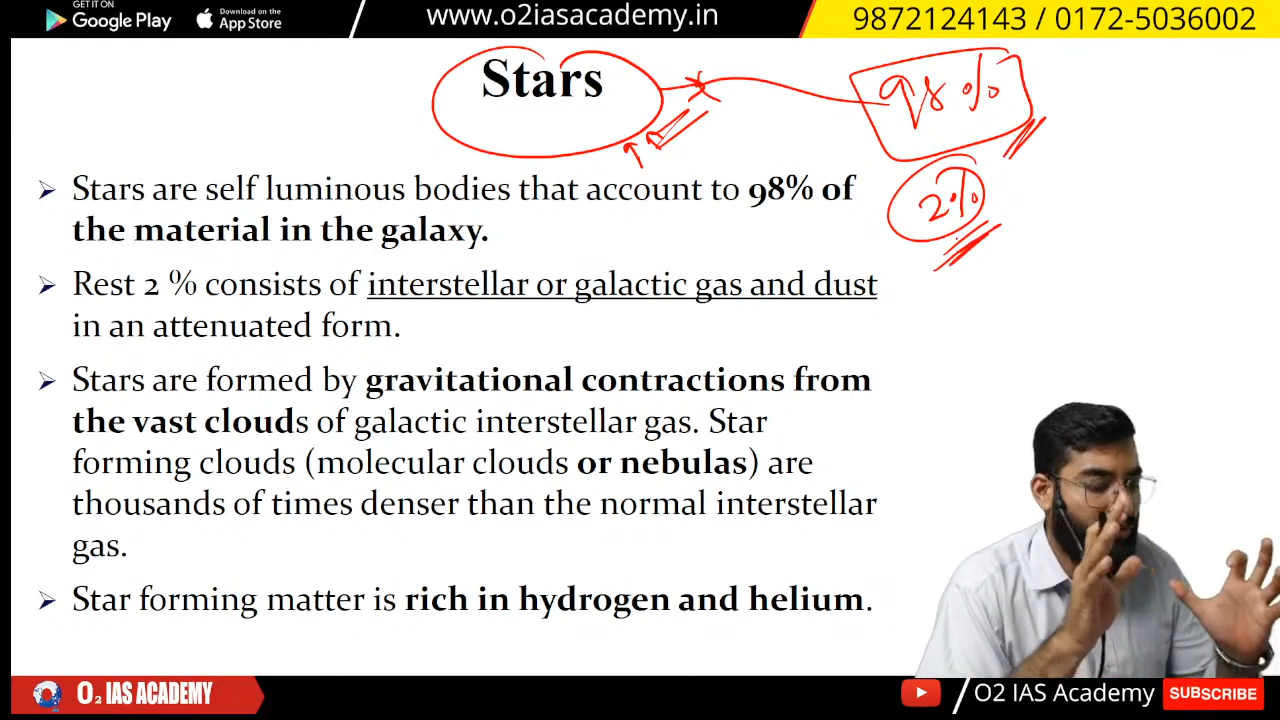 GET IT ON
Google Play
Download on the
App Store
www.o2iasacademy.in
9872124143 / 0172-5036002
Stars
98%
2%
➢ Stars are self luminous bodies that account to 98% of
the material in the galaxy.
➢ Rest 2 % consists of interstellar or galactic gas and dust
in an attenuated form.
➢ Stars are formed by gravitational contractions from
the vast clouds of galactic interstellar gas. Star
forming clouds (molecular clouds or nebulas) are
thousands of times denser than the normal interstellar
gas.
➢ Star forming matter is rich in hydrogen and helium.
O₂ IAS ACADEMY
O2 IAS Academy
SUBSCRIBE